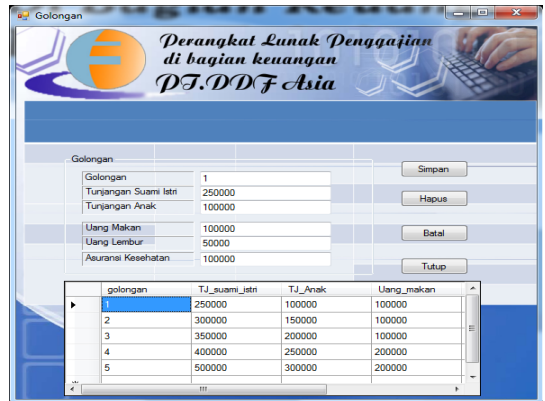 Golongan
Perangkat Lunak Penggajian
di bagian keuangan
PT.DDF Asia
Golongan
Golongan 1
Tunjangan Suami Istri 250000
Tunjangan Anak 100000
Uang Makan 100000
Uang Lembur 50000
Asuransi Kesehatan 100000
Simpan
Hapus
Batal
Tutup
golongan TJ_suami_istri TJ_Anak Uang_makan
1 250000 100000 100000
2 300000 150000 100000
3 350000 200000 100000
4 400000 250000 200000
5 500000 300000 200000